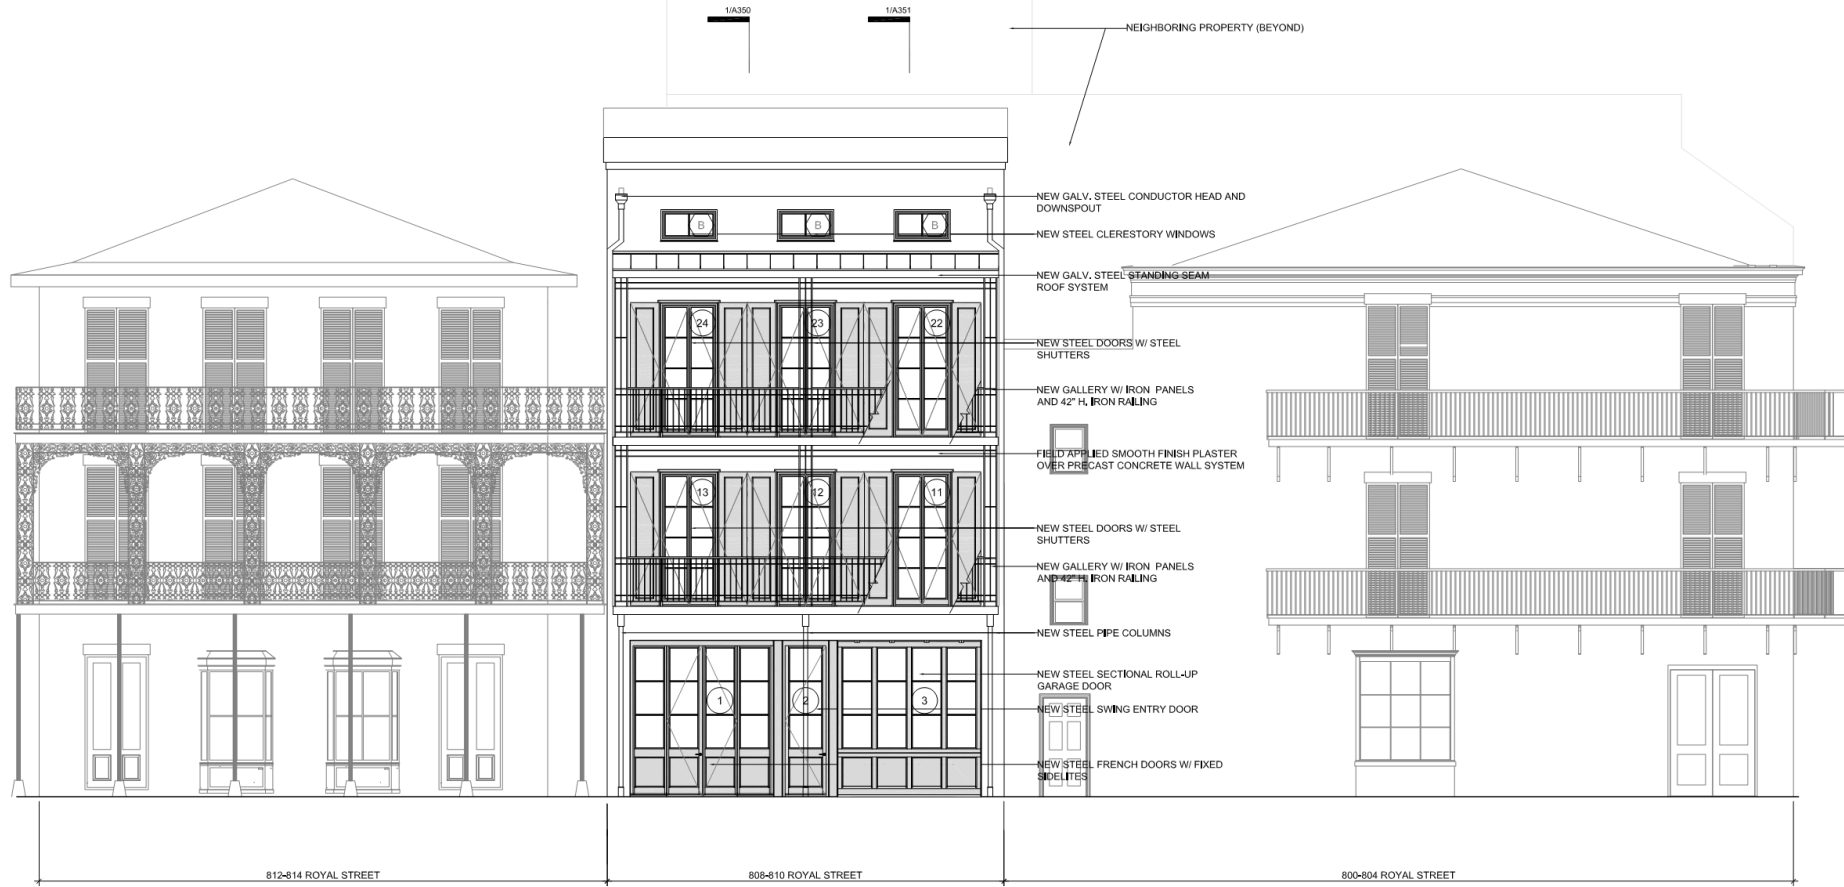 1/A350
1/A351
NEIGHBORING PROPERTY (BEYOND)
NEW GALV. STEEL CONDUCTOR HEAD AND
DOWNSPOUT
B
B
B
NEW STEEL CLERESTORY WINDOWS
NEW GALV. STEEL STANDING SEAM
ROOF SYSTEM
24
23
22
NEW STEEL DOORS W/ STEEL
SHUTTERS
NEW GALLERY W/ IRON PANELS
AND 42" H. IRON RAILING
FIELD APPLIED SMOOTH FINISH PLASTER
OVER PRECAST CONCRETE WALL SYSTEM
13
12
11
NEW STEEL DOORS W/ STEEL
SHUTTERS
NEW GALLERY W/ IRON PANELS
AND 42" H. IRON RAILING
NEW STEEL PIPE COLUMNS
NEW STEEL SECTIONAL ROLL-UP
GARAGE DOOR
1
2
3
NEW STEEL SWING ENTRY DOOR
NEW STEEL FRENCH DOORS W/ FIXED
SIDELITES
812-814 ROYAL STREET
808-810 ROYAL STREET
800-804 ROYAL STREET